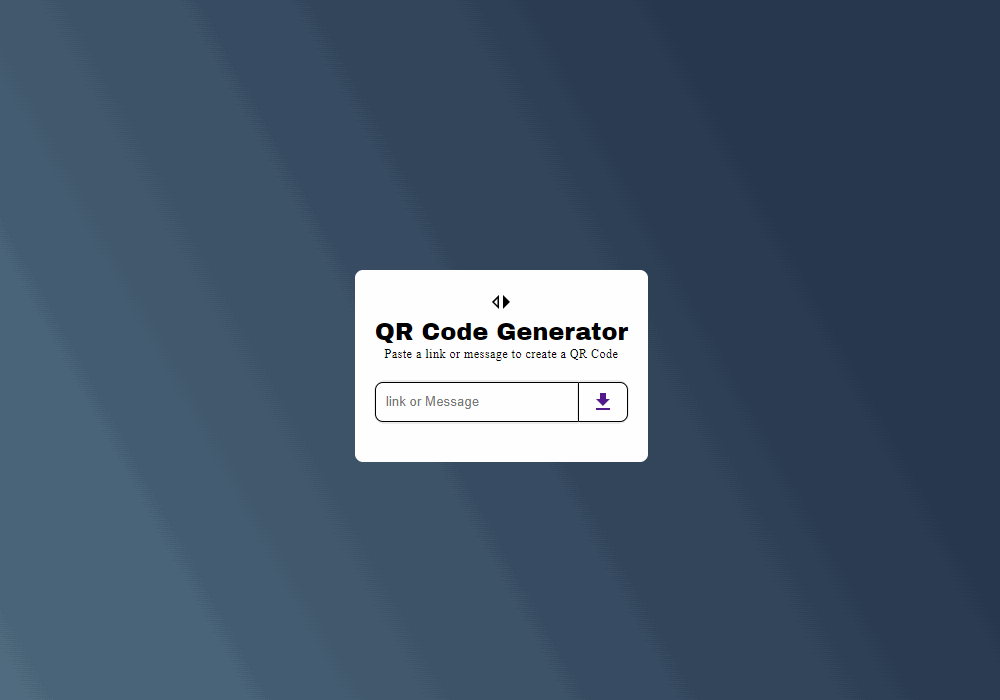 QR Code Generator
Paste a link or message to create a QR Code
link or Message